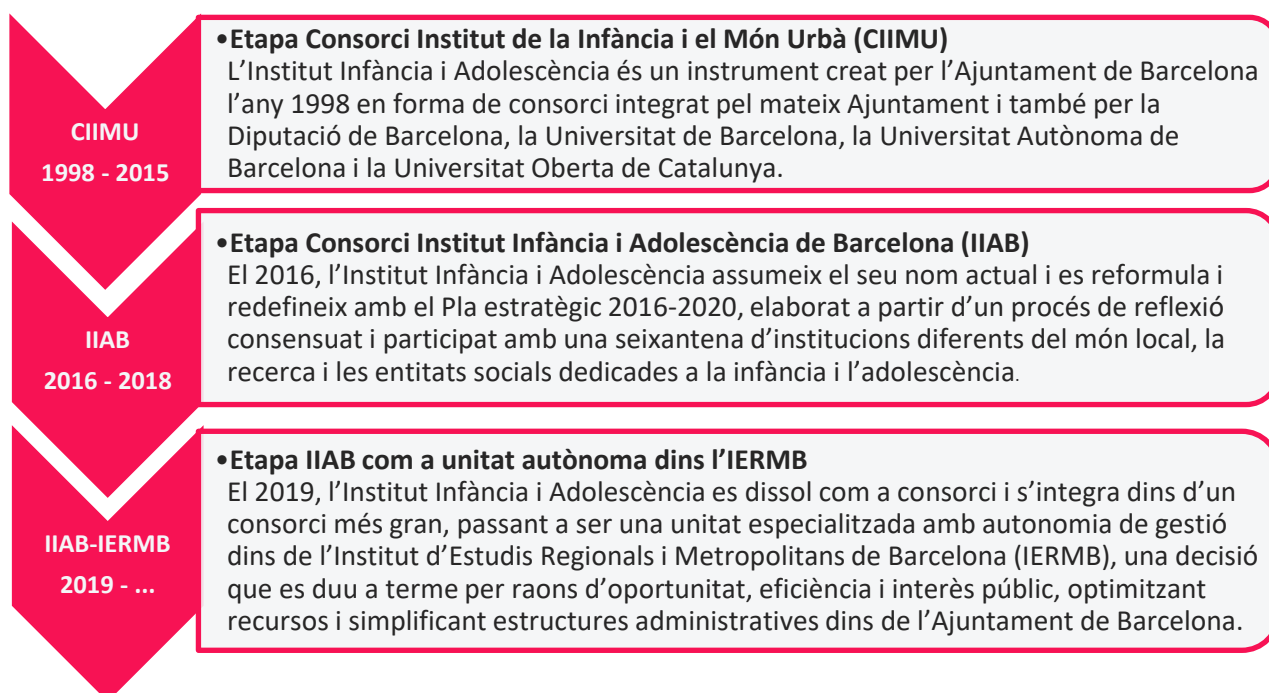 CIIMU
1998 - 2015
•Etapa Consorci Institut de la Infància i el Món Urbà (CIIMU)
L’Institut Infància i Adolescència és un instrument creat per l’Ajuntament de Barcelona
l’any 1998 en forma de consorci integrat pel mateix Ajuntament i també per la
Diputació de Barcelona, la Universitat de Barcelona, la Universitat Autònoma de
Barcelona i la Universitat Oberta de Catalunya.
IIAB
2016 - 2018
•Etapa Consorci Institut Infància i Adolescència de Barcelona (IIAB)
El 2016, l’Institut Infància i Adolescència assumeix el seu nom actual i es reformula i
redefineix amb el Pla estratègic 2016-2020, elaborat a partir d’un procés de reflexió
consensuat i participat amb una seixantena d’institucions diferents del món local, la
recerca i les entitats socials dedicades a la infància i l’adolescència.
IIAB-IERMB
2019 - ...
•Etapa IIAB com a unitat autònoma dins l’IERMB
El 2019, l’Institut Infància i Adolescència es dissol com a consorci i s’integra dins d’un
consorci més gran, passant a ser una unitat especialitzada amb autonomia de gestió
dins de l’Institut d’Estudis Regionals i Metropolitans de Barcelona (IERMB), una decisió
que es duu a terme per raons d’oportunitat, eficiència i interès públic, optimitzant
recursos i simplificant estructures administratives dins de l’Ajuntament de Barcelona.